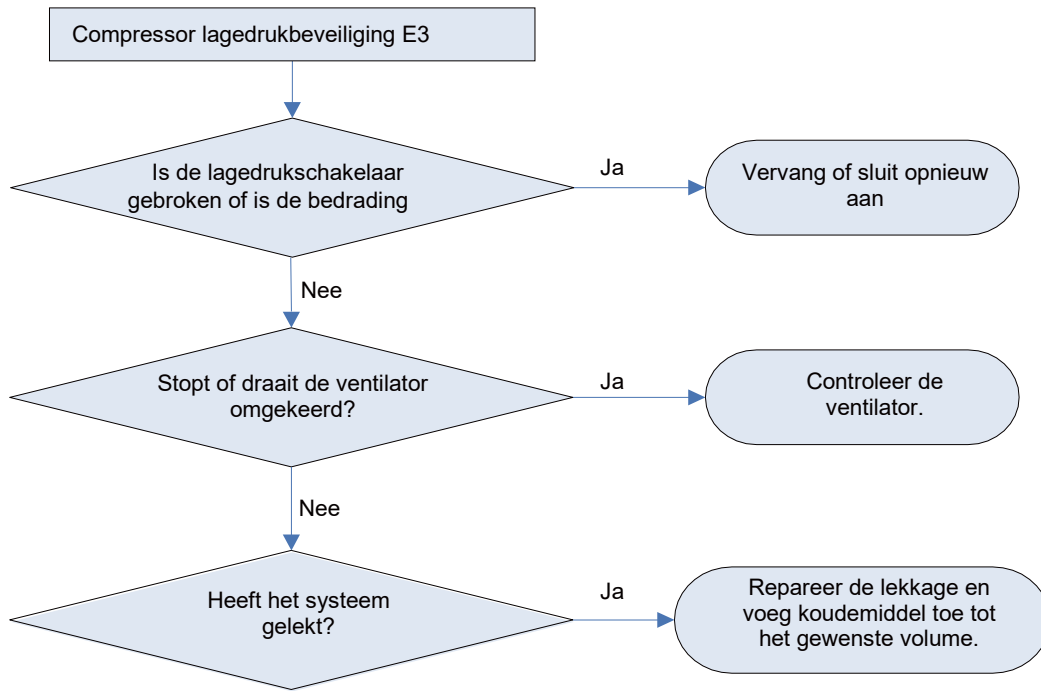 Compressor lagedrukbeveiliging E3
Is de lagedrukschakelaar
gebroken of is de bedrading
Ja
Vervang of sluit opnieuw
aan
Nee
Stopt of draait de ventilator
omgekeerd?
Ja
Controleer de
ventilator.
Nee
Heeft het systeem
gelekt?
Ja
Repareer de lekkage en
voeg koudemiddel toe tot
het gewenste volume.